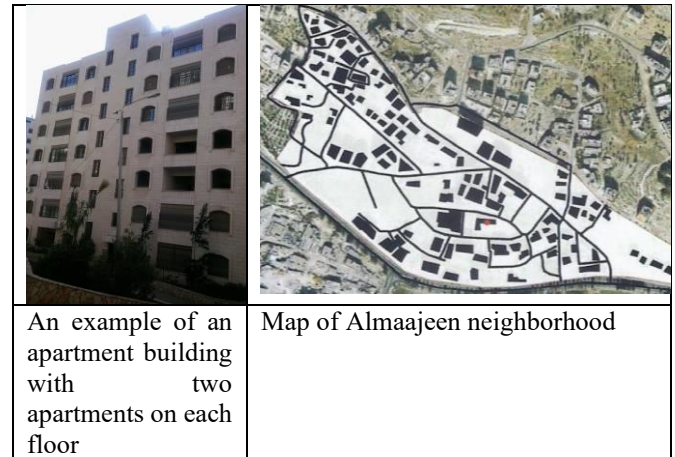 An example of an
apartment building
with two
apartments on each
floor
Map of Almaajeen neighborhood